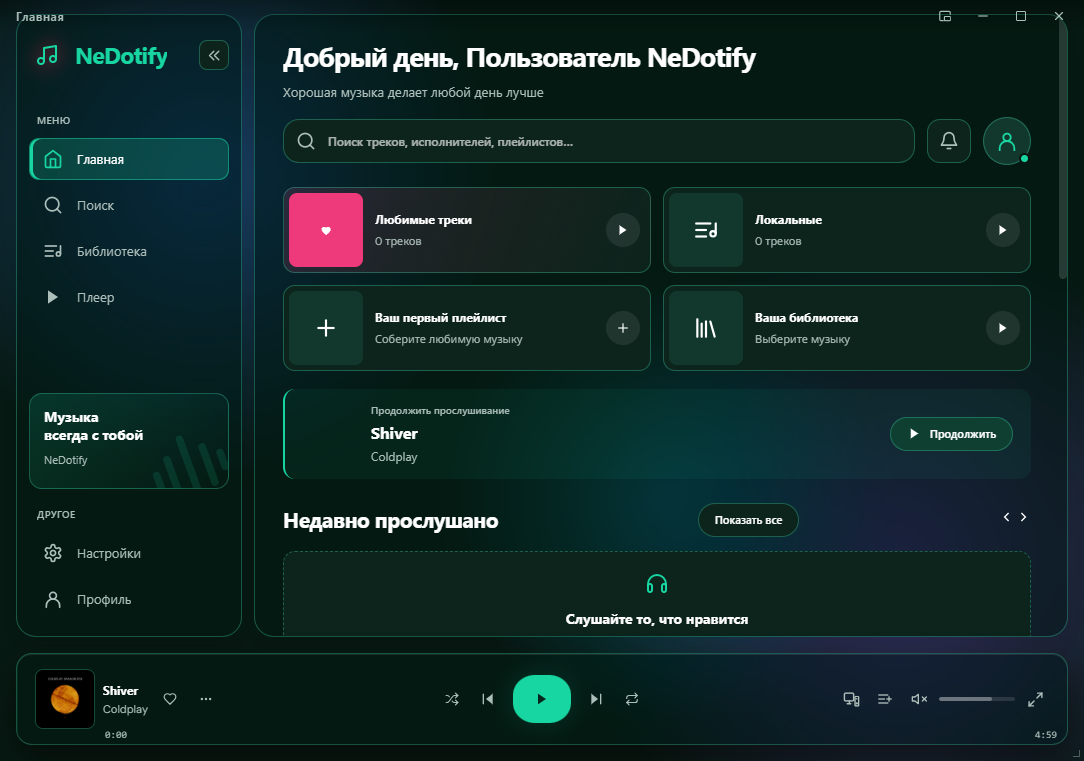 Главная
NeDotify
МЕНЮ
Главная
Поиск
Библиотека
Плеер
Музыка
всегда с тобой
NeDotify
ДРУГОЕ
Настройки
Профиль
Добрый день, Пользователь NeDotify
Хорошая музыка делает любой день лучше
Поиск треков, исполнителей, плейлистов...
Любимые треки
0 треков
Локальные
0 треков
Ваш первый плейлист
Соберите любимую музыку
Ваша библиотека
Выберите музыку
Продолжить прослушивание
Shiver
Coldplay
Продолжить
Недавно прослушано
Показать все
Слушайте то, что нравится
Shiver
Coldplay
0:00
4:59